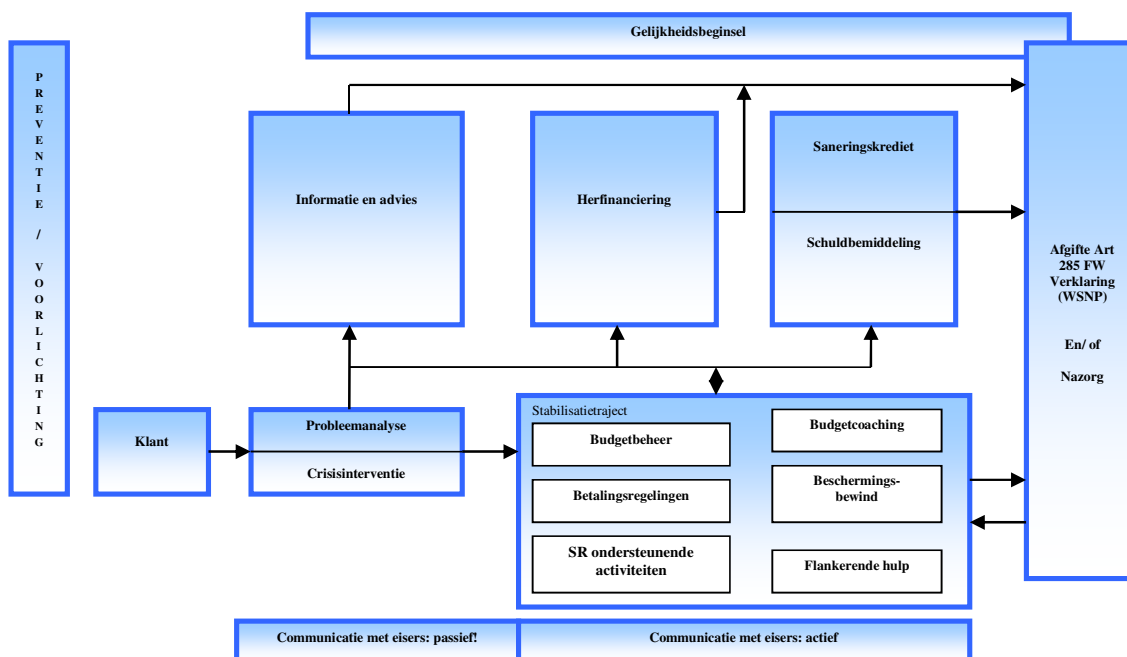 Gelijkheidsbeginsel
PREVENTIE / VOORLICHTING
Informatie en advies
Herfinanciering
Saneringskrediet
Schuldbemiddeling
Afgifte Art
285 FW
Verklaring
(WSNP)
En/ of
Nazorg
Klant
Probleemanalyse
Crisisinterventie
Stabilisatietraject
Budgetbeheer
Budgetcoaching
Betalingsregelingen
Beschermings-
bewind
SR ondersteunende
activiteiten
Flankerende hulp
Communicatie met eisers: passief!
Communicatie met eisers: actief